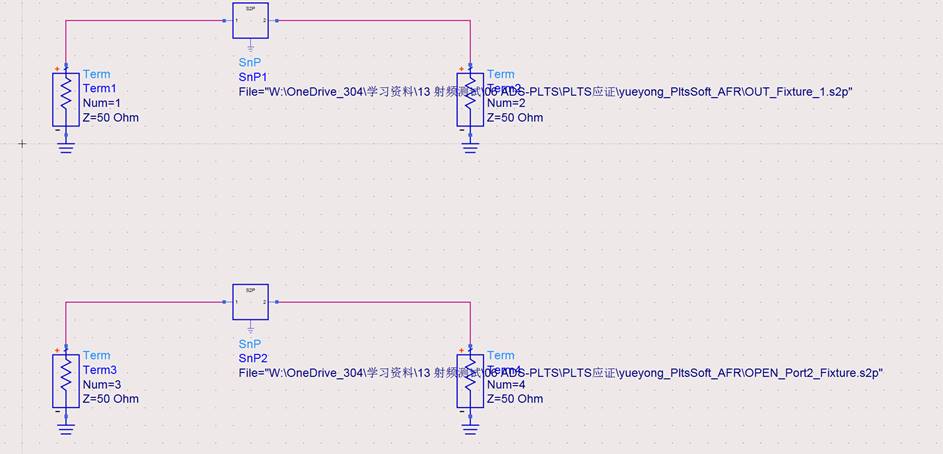 S2P
1
2
SnP
SnP1
File="W:\OneDrive_304\学习资料\13 射频测试\06 ADS-PLTS\PLTS应证\yueyong_PltsSoft_AFR\OUT_Fixture_1.s2p"
+
Term
Term1
Num=1
Z=50 Ohm
-
+
Term
Term2
Num=2
Z=50 Ohm
-
S2P
1
2
SnP
SnP2
File="W:\OneDrive_304\学习资料\13 射频测试\06 ADS-PLTS\PLTS应证\yueyong_PltsSoft_AFR\OPEN_Port2_Fixture.s2p"
+
Term
Term3
Num=3
Z=50 Ohm
-
+
Term
Term4
Num=4
Z=50 Ohm
-